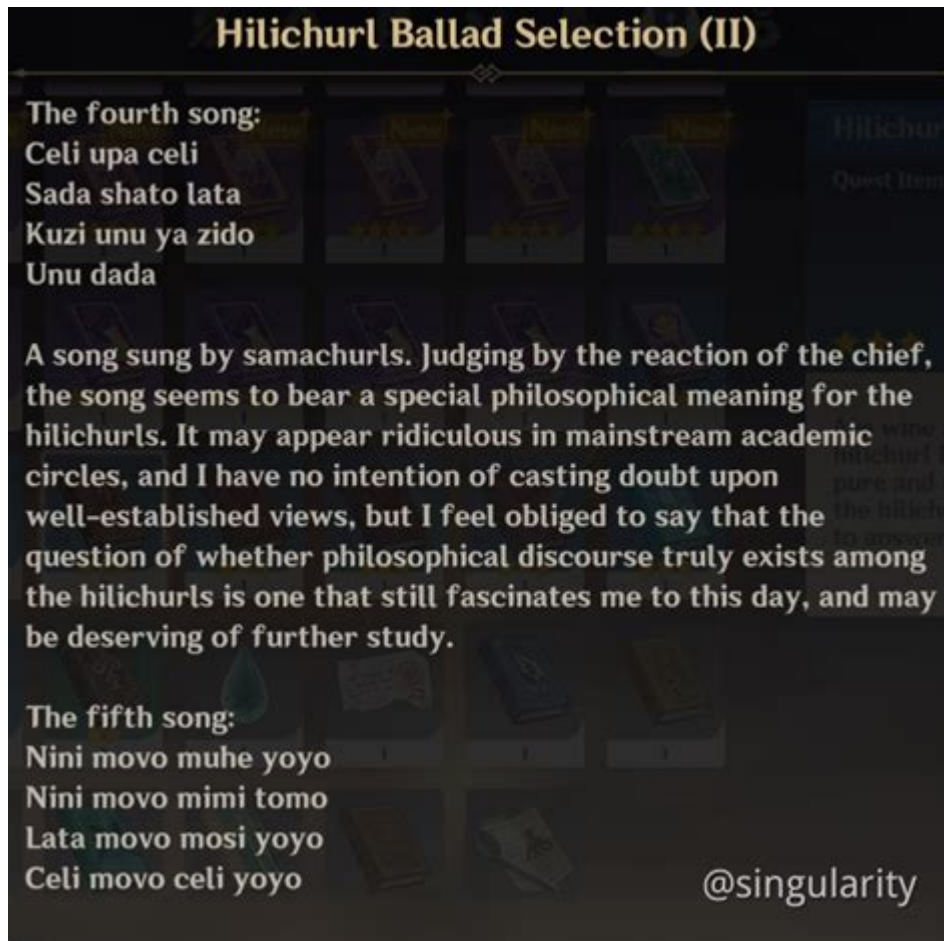 Hilichurl Ballad Selection (II)
The fourth song:
Celi upa celi
Sada shato lata
Kuzi unu ya zido
Unu dada
A song sung by samachurls. Judging by the reaction of the chief,
the song seems to bear a special philosophical meaning for the
hilichurls. It may appear ridiculous in mainstream academic
circles, and I have no intention of casting doubt upon
well-established views, but I feel obliged to say that the
question of whether philosophical discourse truly exists among
the hilichurls is one that still fascinates me to this day, and may
be deserving of further study.
The fifth song:
Nini movo muhe yoyo
Nini movo mimi tomo
Lata movo mosi yoyo
Celi movo celi yoyo
@singularity